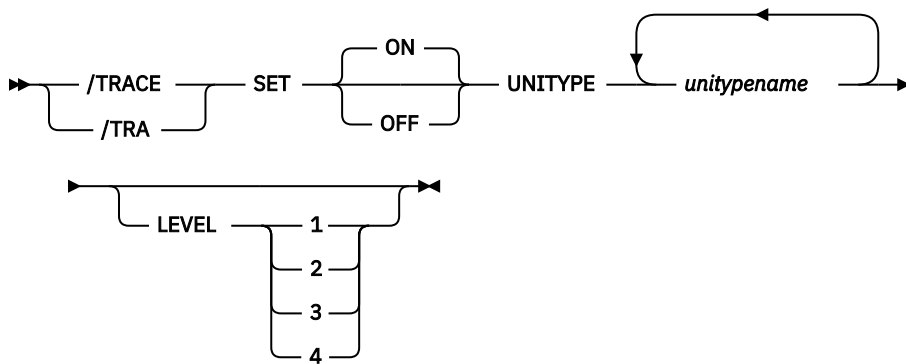 ON
/TRACE SET UNITYPE unitypename
/TRA OFF
LEVEL 1
2
3
4